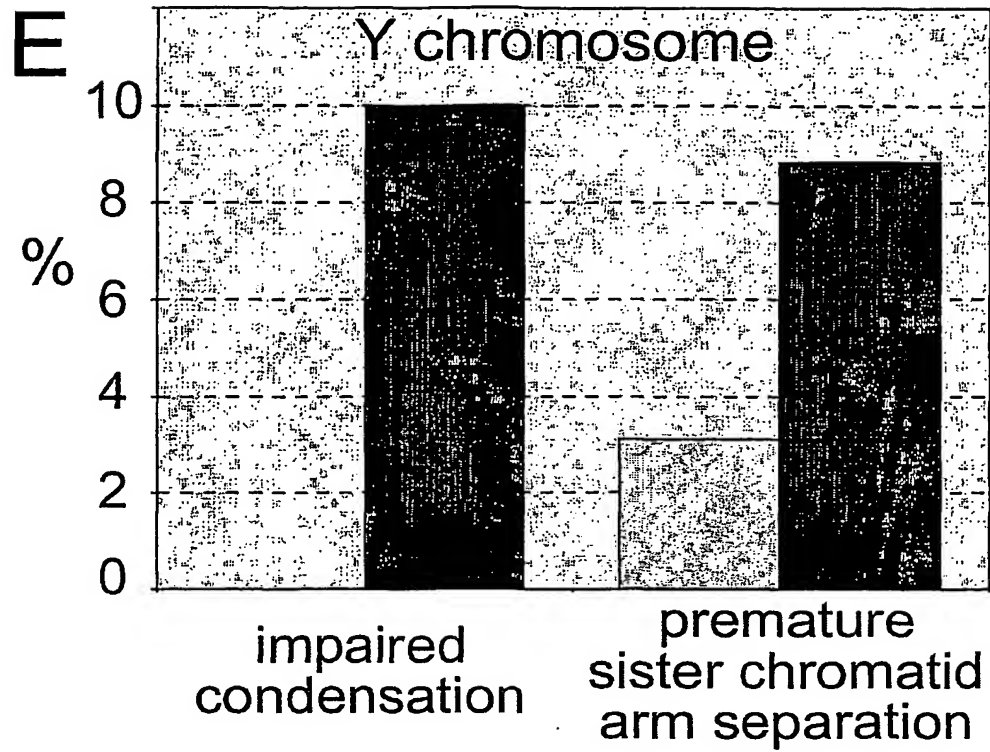 E
Y chromosome
%
10
8
6
4
2
0
impaired
condensation
premature
sister chromatid
arm separation